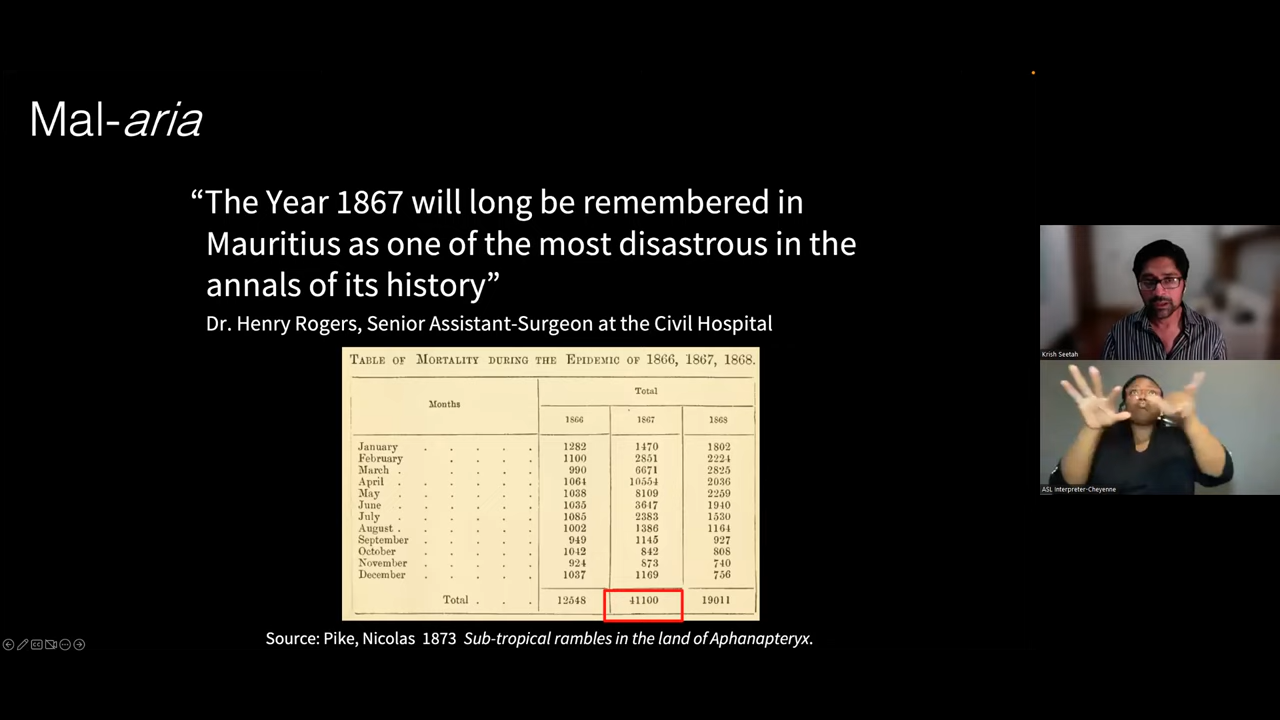 Mal-aria
“The Year 1867 will long be remembered in
Mauritius as one of the most disastrous in the
annals of its history”
Dr. Henry Rogers, Senior Assistant-Surgeon at the Civil Hospital
TABLE OF MORTALITY DURING THE EPIDEMIC OF 1866, 1867, 1868.
Months Total
1866 1867 1868
January . . . . . 1282 1470 1802
February . . . . . 1100 2851 2224
March . . . . . . 990 6671 2825
April . . . . . 1064 10554 2036
May . . . . . 1038 8109 2259
June . . . . . 1035 3647 1940
July . . . . . 1085 2383 1530
August . . . . . . 1002 1386 1164
September . . . . . 949 1145 927
October . . . . . 1042 842 808
November . . . . . 924 873 740
December . . . . . 1037 1169 756
Total . . . 12548 41100 19011
Source: Pike, Nicolas 1873 Sub-tropical rambles in the land of Aphanapteryx.
Krish Seetah
ASL Interpreter-Cheyenne